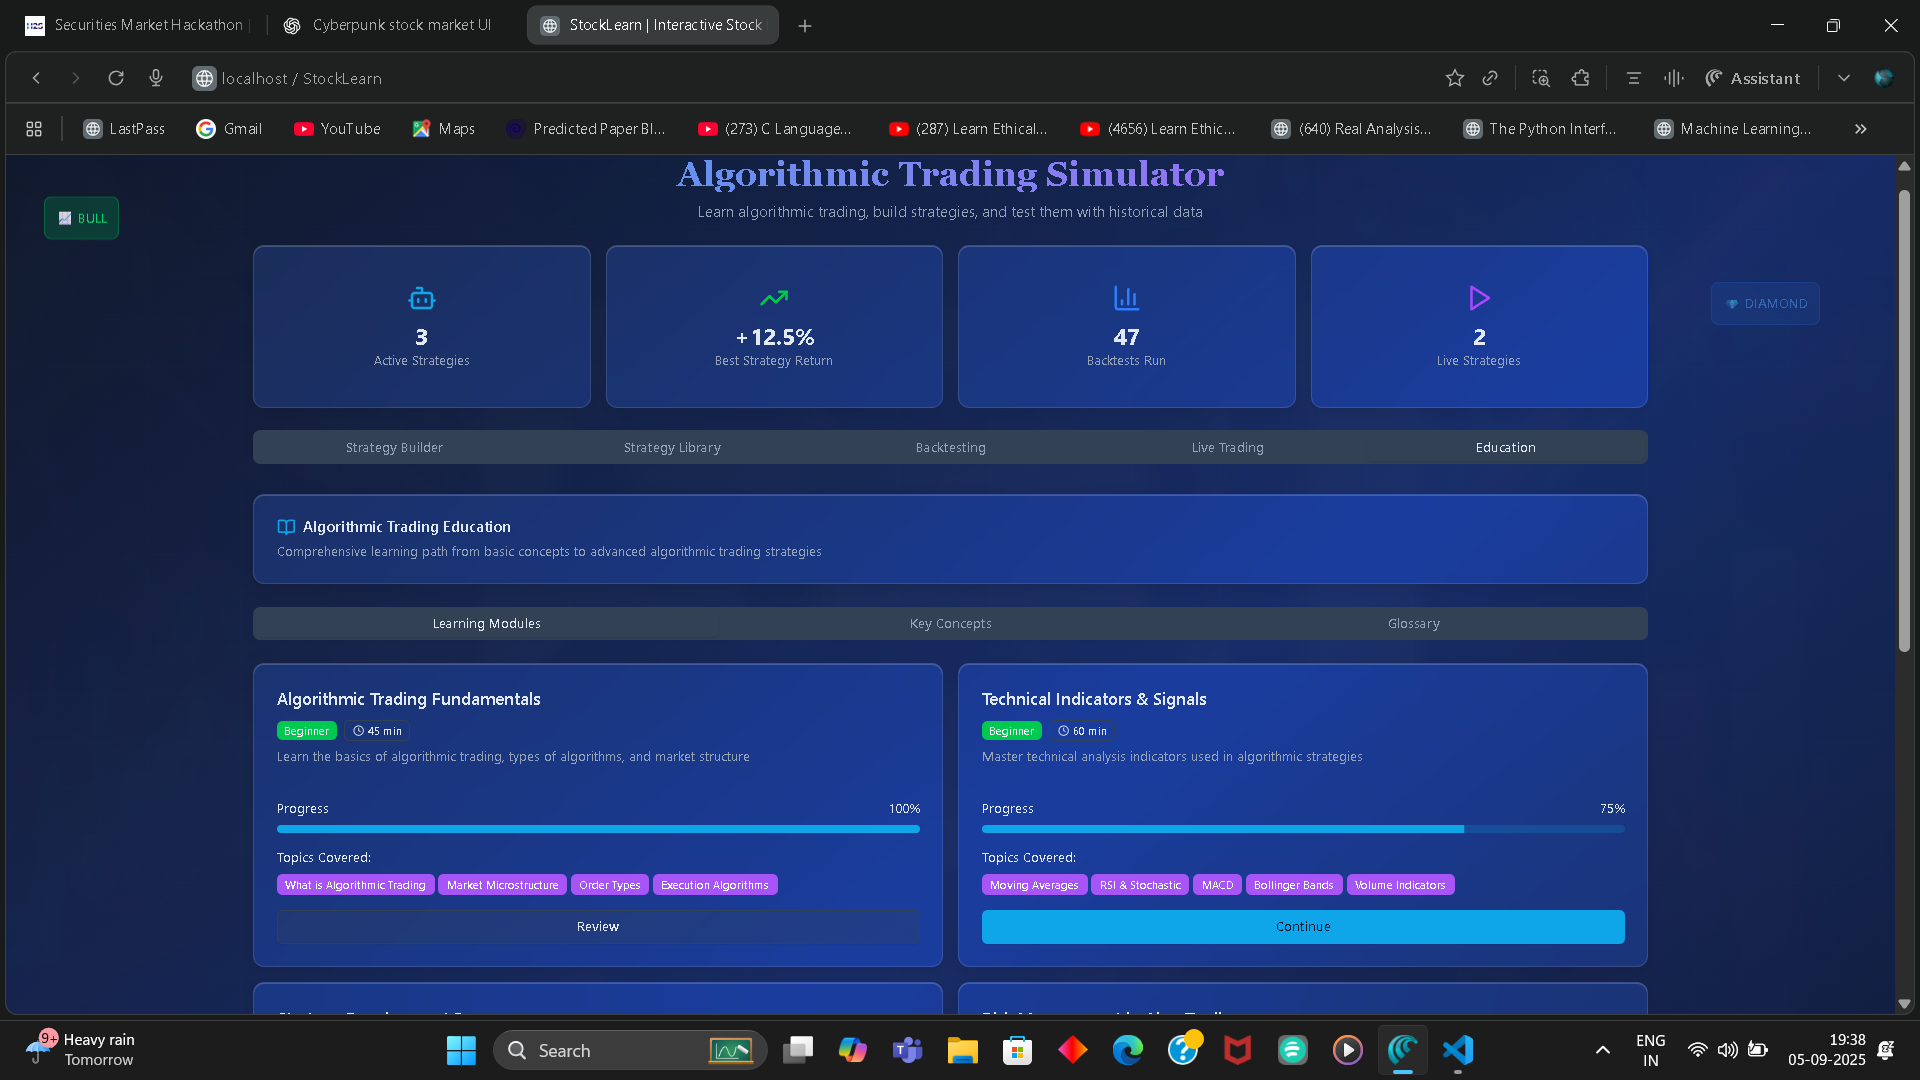 Securities Market Hackathon
Cyberpunk stock market UI
StockLearn | Interactive Stock
localhost / StockLearn
Assistant
LastPass
Gmail
YouTube
Maps
Predicted Paper Bl...
(273) C Language...
(287) Learn Ethical...
(4656) Learn Ethic...
(640) Real Analysis...
The Python Interf...
Machine Learning...
Algorithmic Trading Simulator
Learn algorithmic trading, build strategies, and test them with historical data
BULL
DIAMOND
3
Active Strategies
+12.5%
Best Strategy Return
47
Backtests Run
2
Live Strategies
Strategy Builder
Strategy Library
Backtesting
Live Trading
Education
Algorithmic Trading Education
Comprehensive learning path from basic concepts to advanced algorithmic trading strategies
Learning Modules
Key Concepts
Glossary
Algorithmic Trading Fundamentals
Beginner
45 min
Learn the basics of algorithmic trading, types of algorithms, and market structure
Progress
100%
Topics Covered:
What is Algorithmic Trading
Market Microstructure
Order Types
Execution Algorithms
Review
Technical Indicators & Signals
Beginner
60 min
Master technical analysis indicators used in algorithmic strategies
Progress
75%
Topics Covered:
Moving Averages
RSI & Stochastic
MACD
Bollinger Bands
Volume Indicators
Continue
9+
Heavy rain
Tomorrow
Search
ENG
IN
19:38
05-09-2025